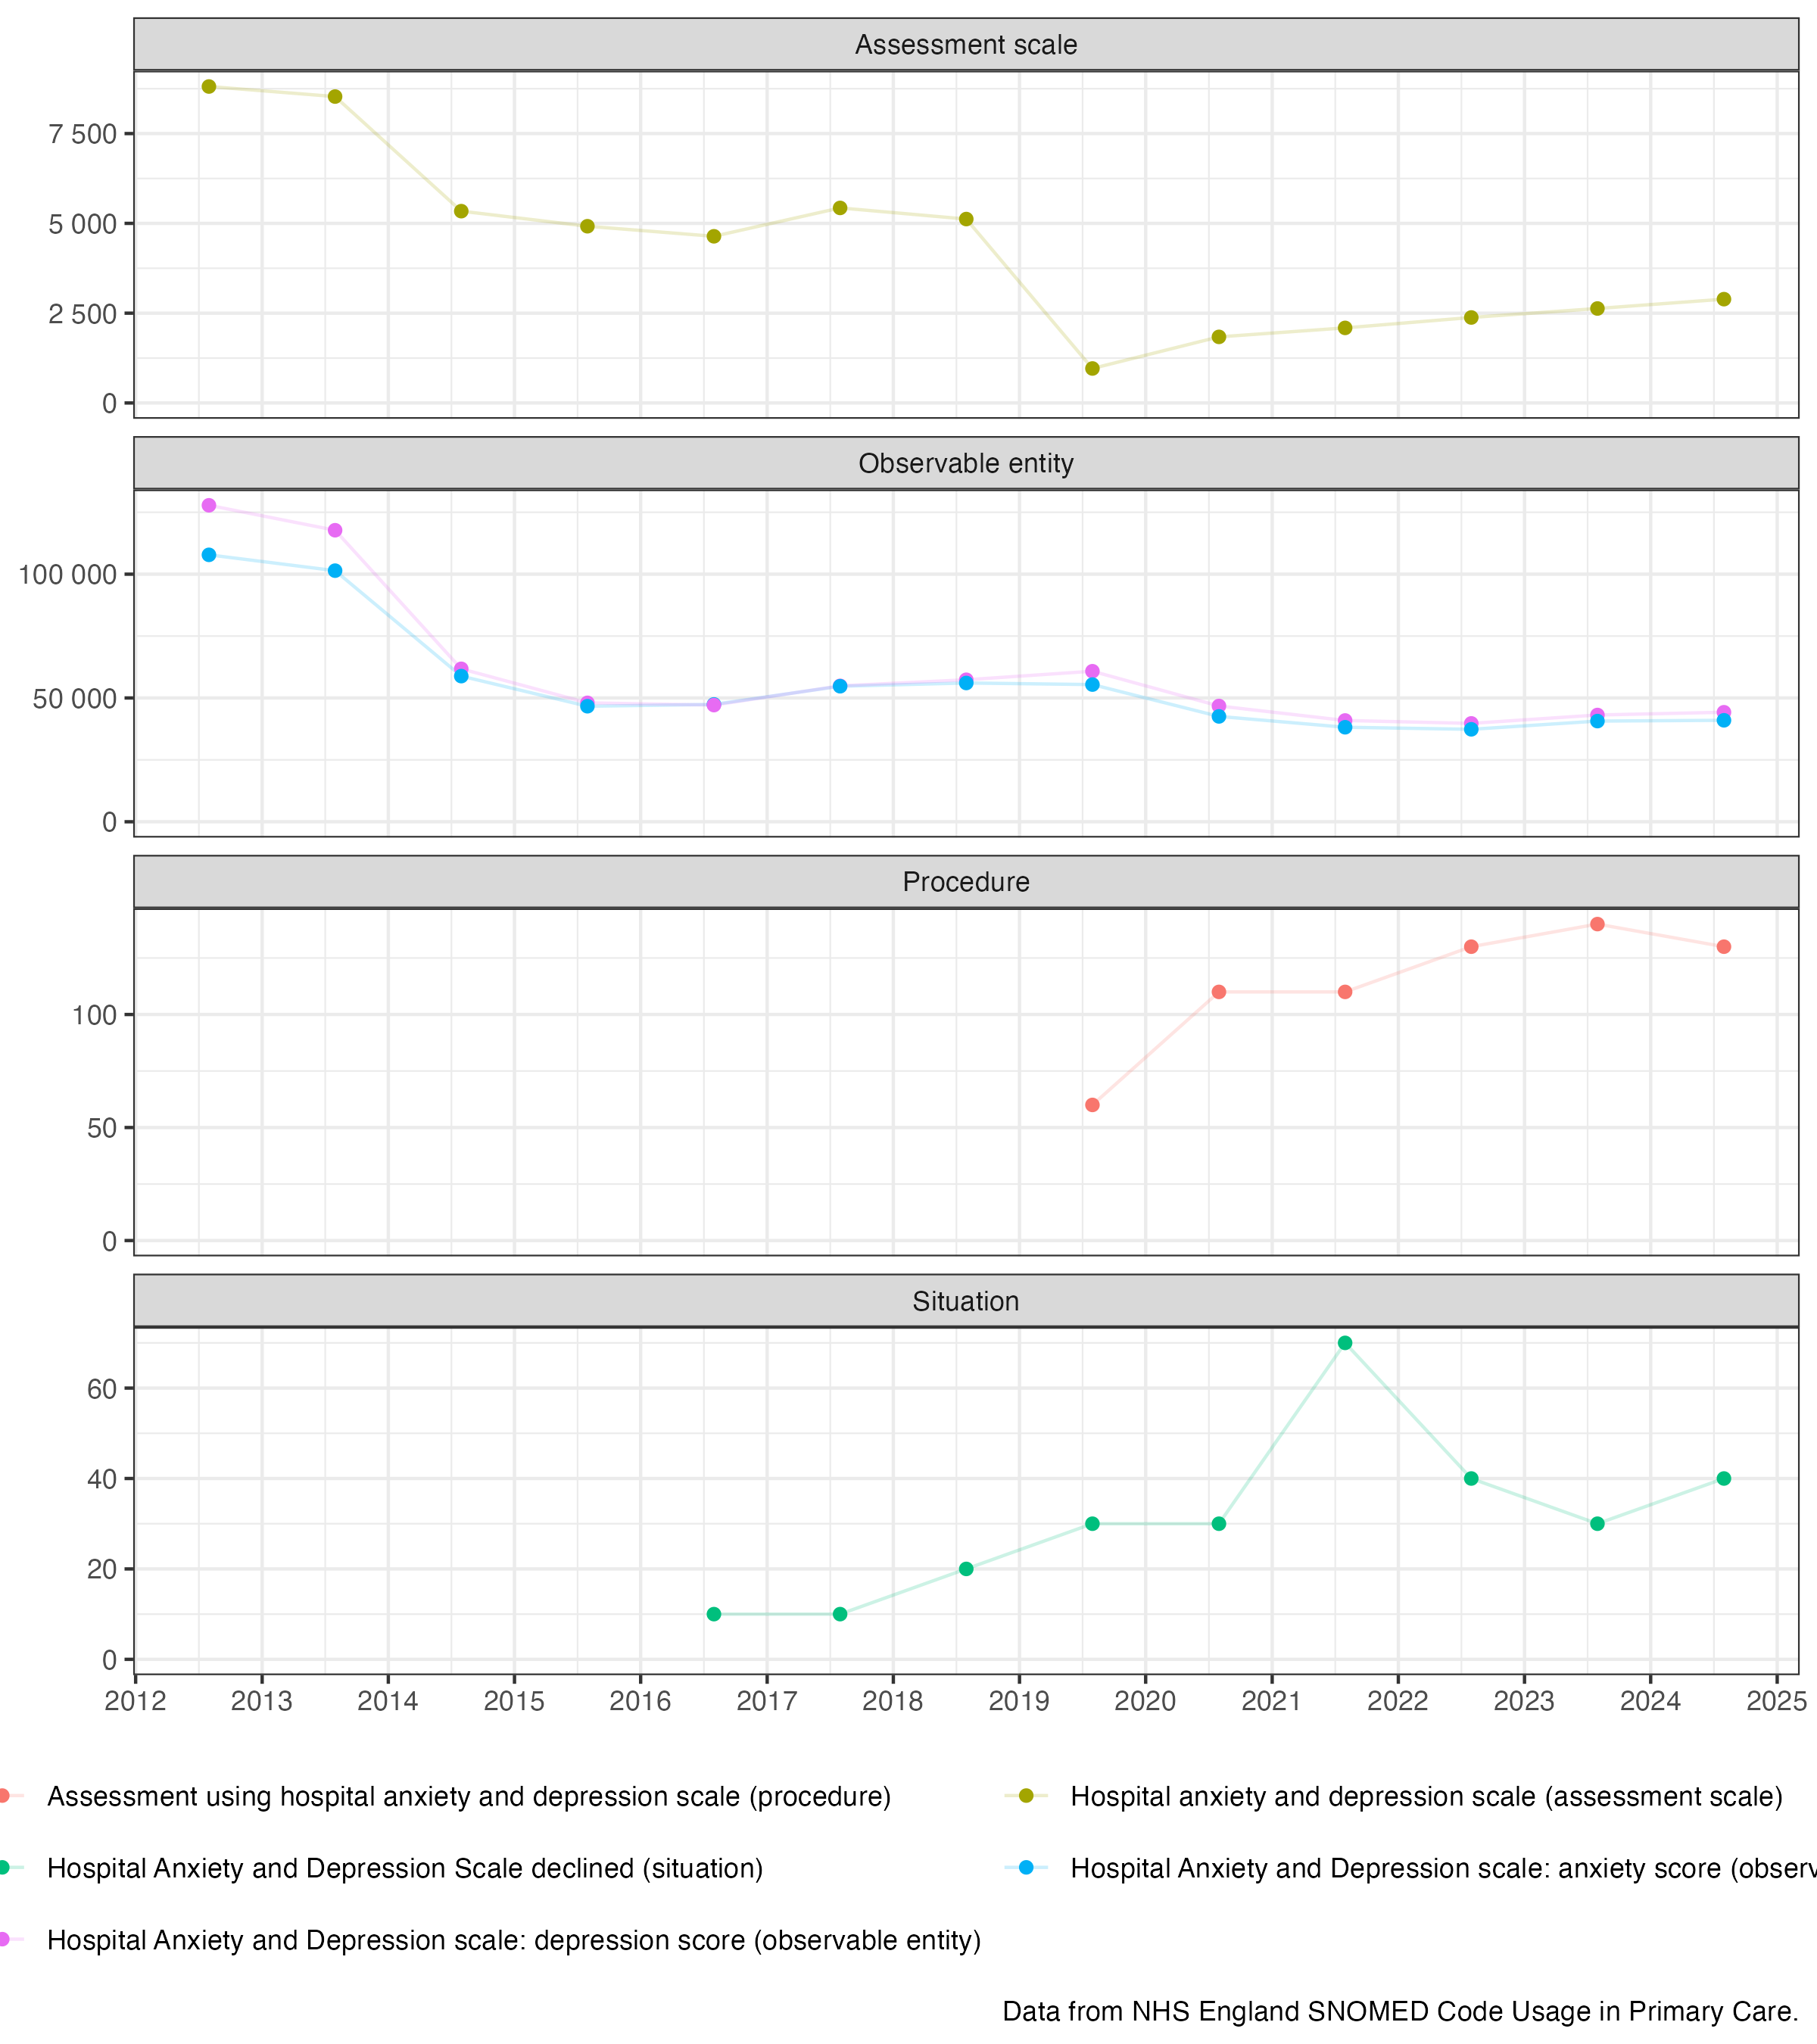 Assessment scale
7 500
5 000
2 500
0
Observable entity
100 000
50 000
0
Procedure
100
50
0
Situation
60
40
20
0
2012 2013 2014 2015 2016 2017 2018 2019 2020 2021 2022 2023 2024 2025
Assessment using hospital anxiety and depression scale (procedure) Hospital anxiety and depression scale (assessment scale)
Hospital Anxiety and Depression Scale declined (situation) Hospital Anxiety and Depression scale: anxiety score (observ
Hospital Anxiety and Depression scale: depression score (observable entity)
Data from NHS England SNOMED Code Usage in Primary Care.